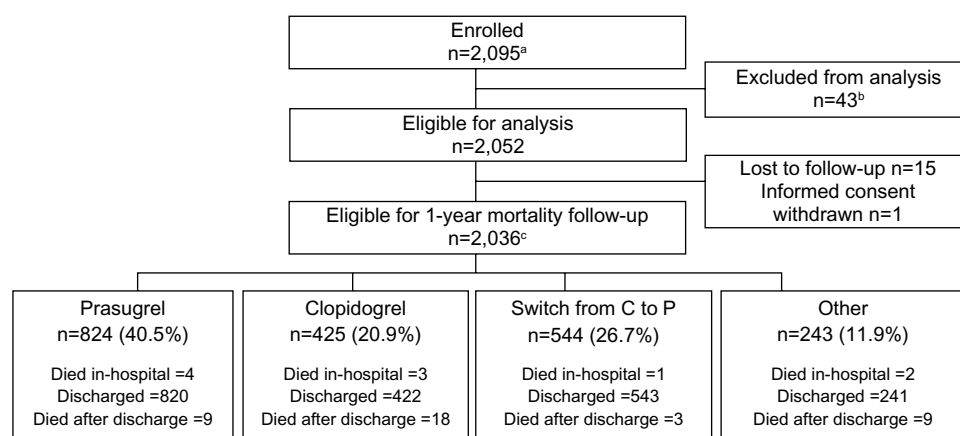 Enrolled
n=2,095ᵃ
Excluded from analysis
n=43ᵇ
Eligible for analysis
n=2,052
Lost to follow-up n=15
Informed consent
withdrawn n=1
Eligible for 1-year mortality follow-up
n=2,036ᶜ
Prasugrel
n=824 (40.5%)
Died in-hospital =4
Discharged =820
Died after discharge =9
Clopidogrel
n=425 (20.9%)
Died in-hospital =3
Discharged =422
Died after discharge =18
Switch from C to P
n=544 (26.7%)
Died in-hospital =1
Discharged =543
Died after discharge =3
Other
n=243 (11.9%)
Died in-hospital =2
Discharged =241
Died after discharge =9